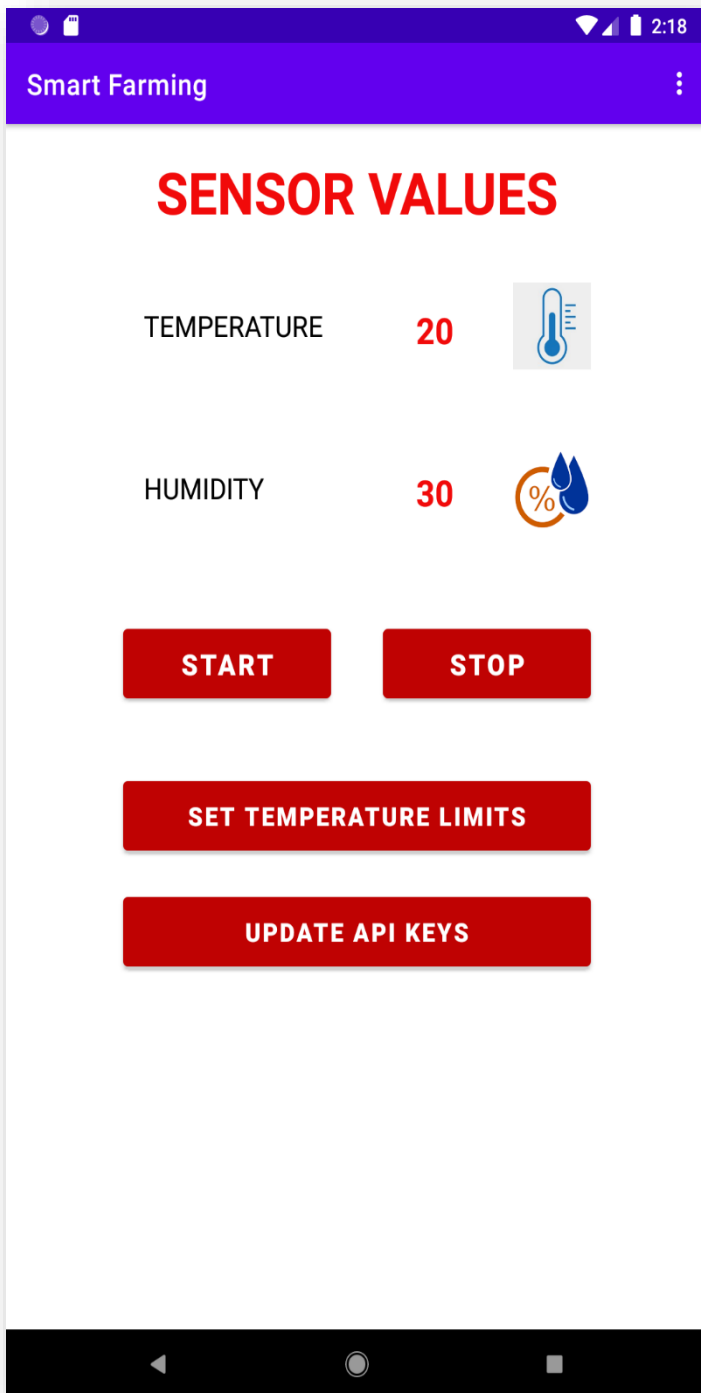 2:18
Smart Farming
SENSOR VALUES
TEMPERATURE 20
HUMIDITY 30
%
START STOP
SET TEMPERATURE LIMITS
UPDATE API KEYS